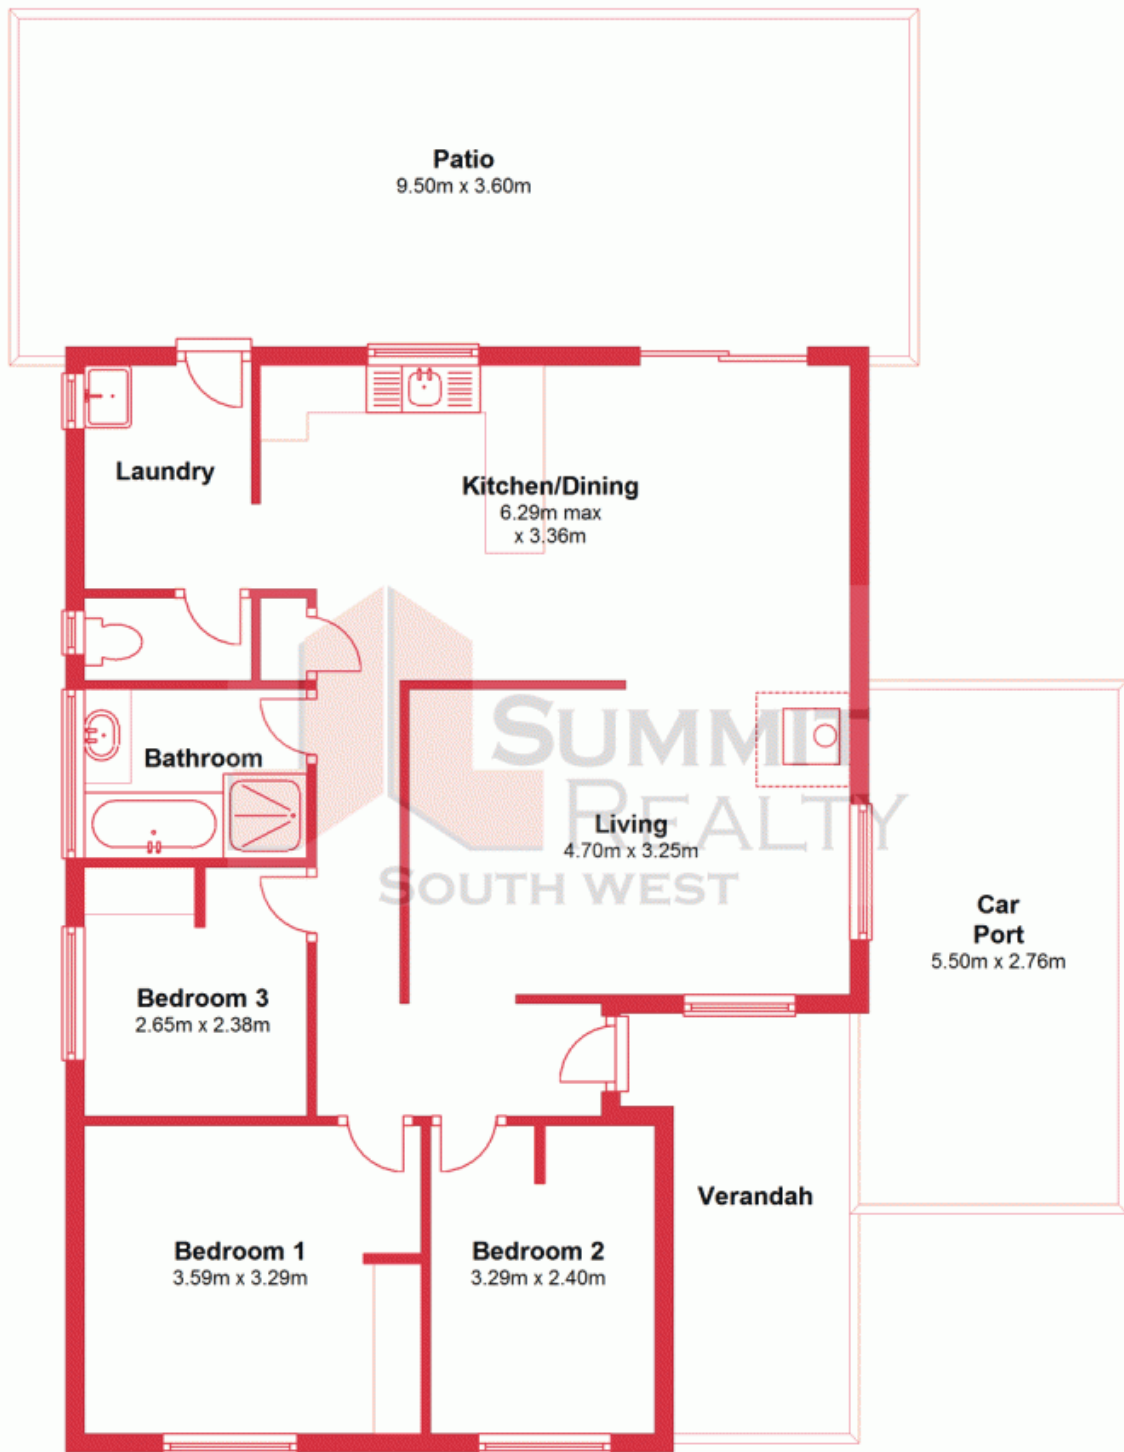 Patio
9.50m x 3.60m
Laundry
Kitchen/Dining
6.29m max
x 3.36m
SUMMIT
REALTY
SOUTH WEST
Bathroom
Living
4.70m x 3.25m
Car
Port
5.50m x 2.76m
Bedroom 3
2.65m x 2.38m
Verandah
Bedroom 1
3.59m x 3.29m
Bedroom 2
3.29m x 2.40m